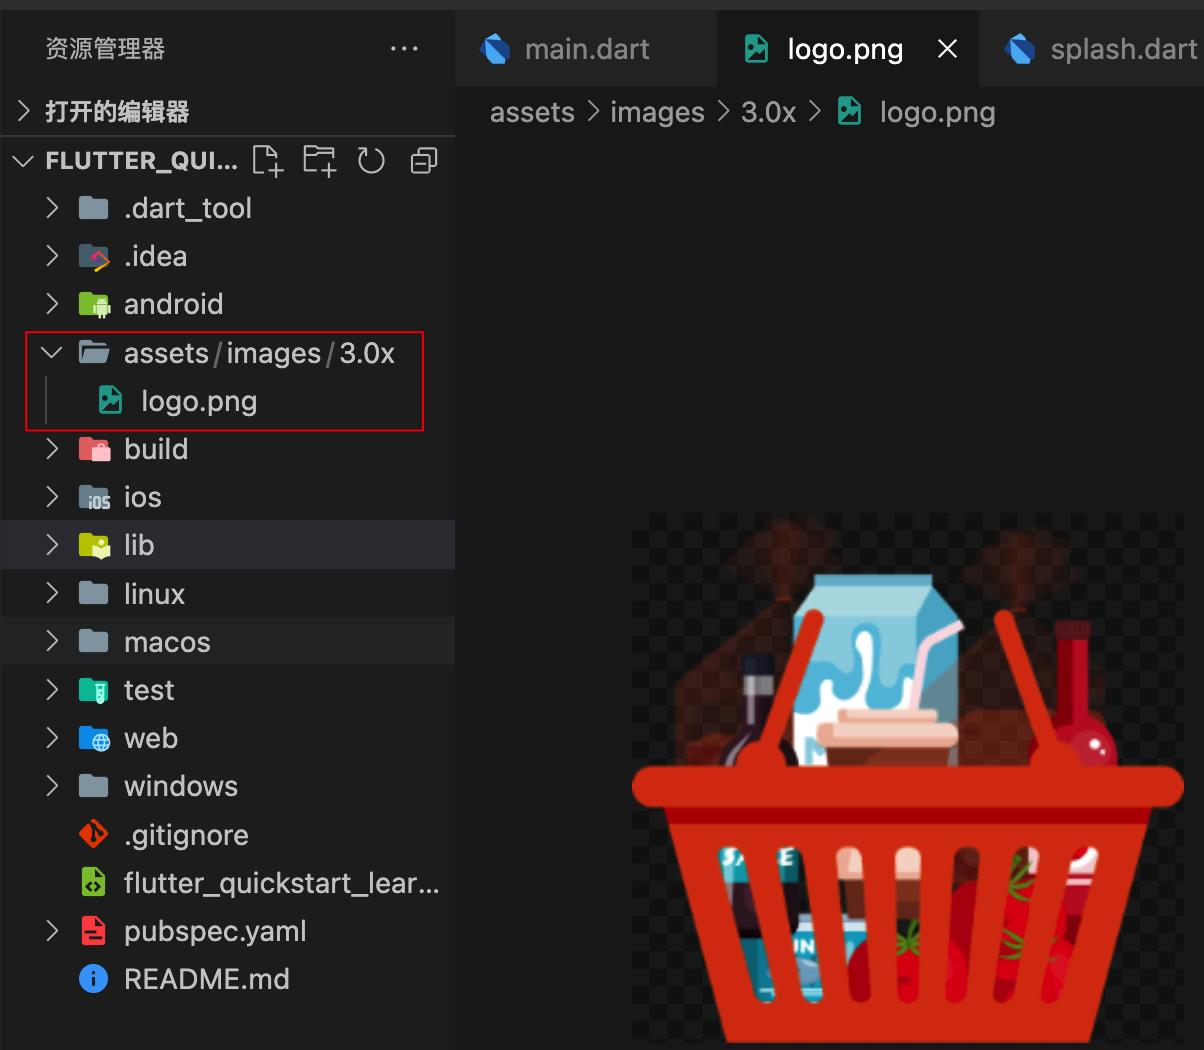 资源管理器
打开的编辑器
FLUTTER_QUI...
.dart_tool
.idea
android
assets/images/3.0x
logo.png
build
iOS
ios
lib
linux
macos
test
web
windows
.gitignore
flutter_quickstart_lear...
pubspec.yaml
README.md
main.dart
logo.png
splash.dart
assets > images > 3.0x > logo.png